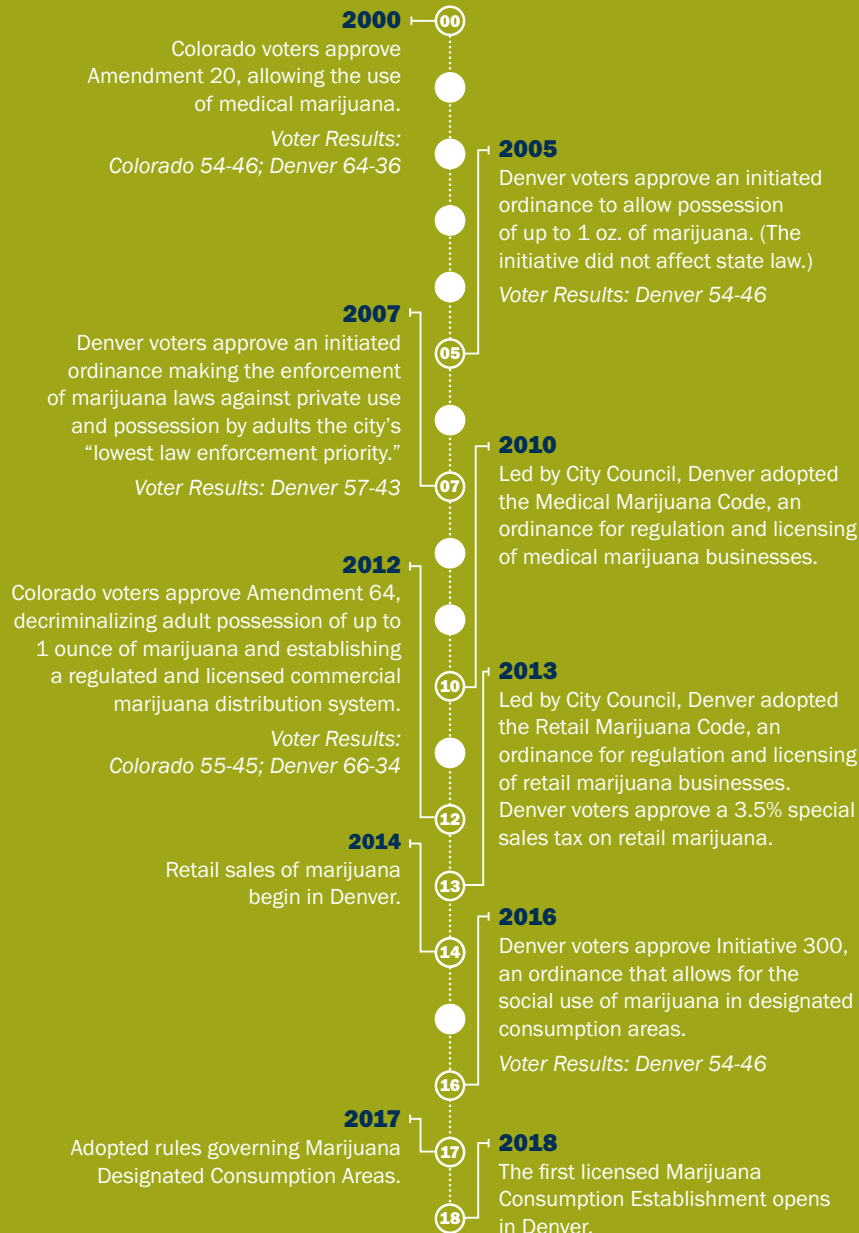 2000
00
Colorado voters approve
Amendment 20, allowing the use
of medical marijuana.
Voter Results:
Colorado 54-46; Denver 64-36
2005
Denver voters approve an initiated
ordinance to allow possession
of up to 1 oz. of marijuana. (The
initiative did not affect state law.)
Voter Results: Denver 54-46
05
2007
Denver voters approve an initiated
ordinance making the enforcement
of marijuana laws against private use
and possession by adults the city's
“lowest law enforcement priority.”
Voter Results: Denver 57-43
07
2010
Led by City Council, Denver adopted
the Medical Marijuana Code, an
ordinance for regulation and licensing
of medical marijuana businesses.
10
2012
Colorado voters approve Amendment 64,
decriminalizing adult possession of up to
1 ounce of marijuana and establishing
a regulated and licensed commercial
marijuana distribution system.
Voter Results:
Colorado 55-45; Denver 66-34
12
2013
Led by City Council, Denver adopted
the Retail Marijuana Code, an
ordinance for regulation and licensing
of retail marijuana businesses.
Denver voters approve a 3.5% special
sales tax on retail marijuana.
13
2014
Retail sales of marijuana
begin in Denver.
14
2016
Denver voters approve Initiative 300,
an ordinance that allows for the
social use of marijuana in designated
consumption areas.
Voter Results: Denver 54-46
16
2017
Adopted rules governing Marijuana
Designated Consumption Areas.
17
2018
The first licensed Marijuana
Consumption Establishment opens
in Denver.
18